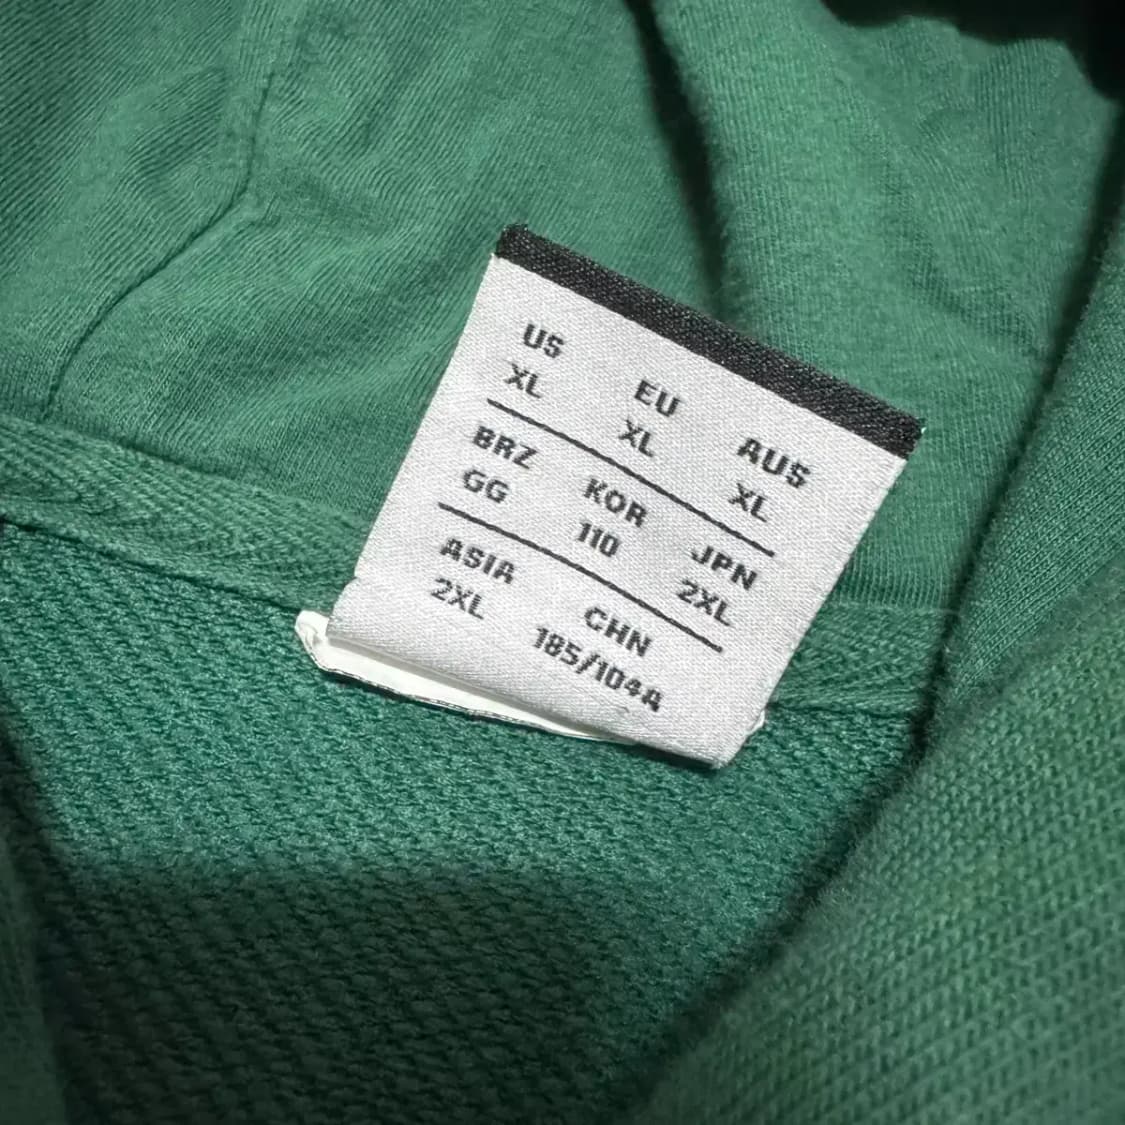 US EU AUS
XL XL XL
BRZ KOR JPN
GG 110 2XL
ASIA CHN
2XL 185/104A